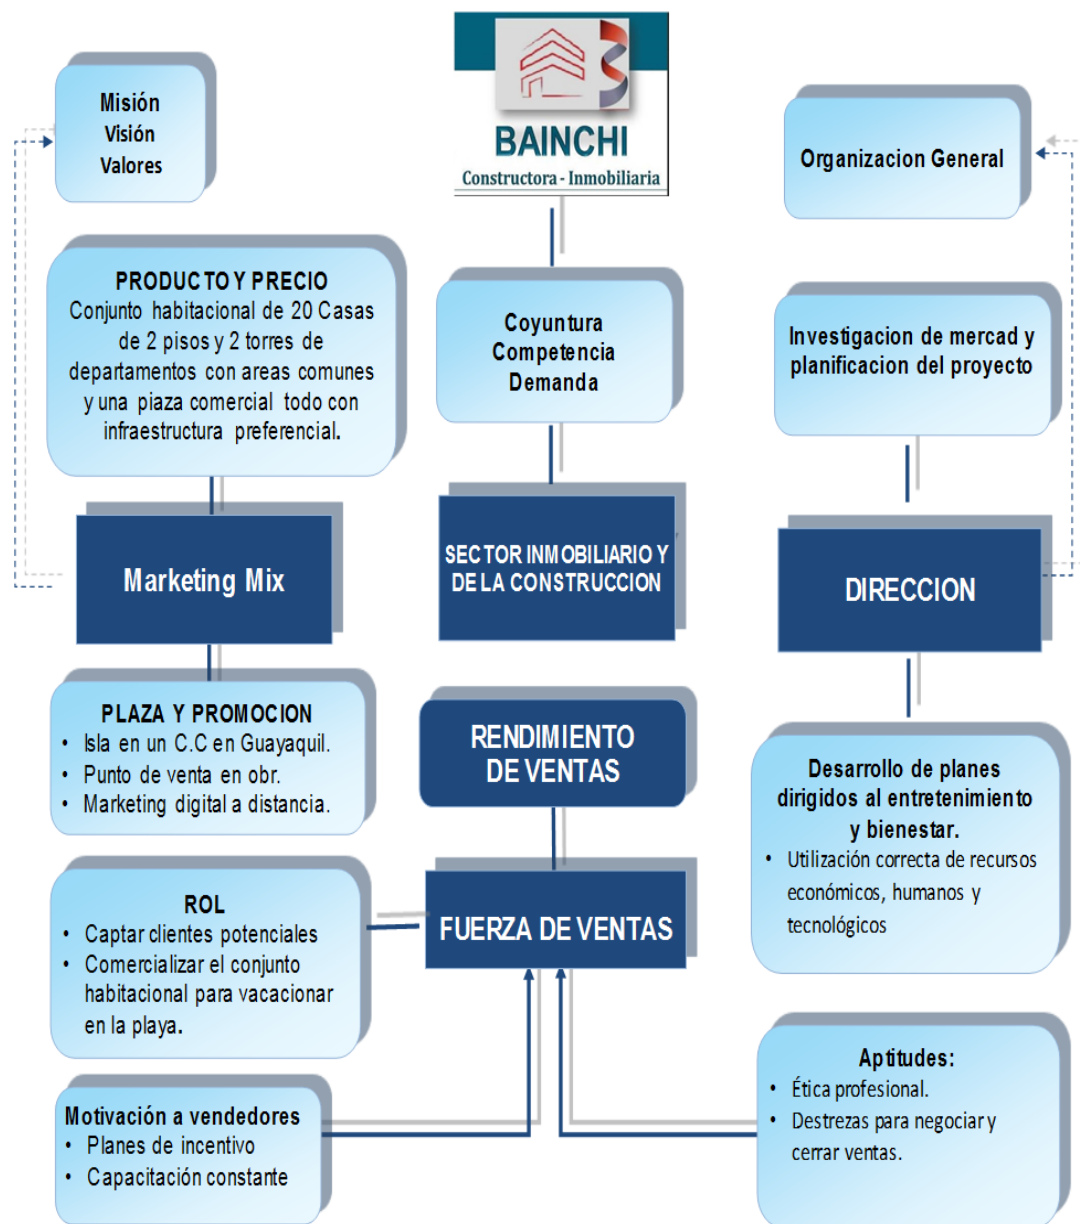 BAINCHI
Constructora - Inmobiliaria
Misión
Visión
Valores
Organizacion General
PRODUCTO Y PRECIO
Conjunto habitacional de 20 Casas
de 2 pisos y 2 torres de
departamentos con areas comunes
y una plaza comercial todo con
infraestructura preferencial.
Coyuntura
Competencia
Demanda
Investigacion de mercad y
planificacion del proyecto
Marketing Mix
SECTOR INMOBILIARIO Y
DE LA CONSTRUCCION
DIRECCION
PLAZA Y PROMOCION
• Isla en un C.C en Guayaquil.
• Punto de venta en obr.
• Marketing digital a distancia.
RENDIMIENTO
DE VENTAS
Desarrollo de planes
dirigidos al entretenimiento
y bienestar.
• Utilización correcta de recursos
económicos, humanos y
tecnológicos
ROL
• Captar clientes potenciales
• Comercializar el conjunto
habitacional para vacacionar
en la playa.
FUERZA DE VENTAS
Motivación a vendedores
• Planes de incentivo
• Capacitación constante
Aptitudes:
• Ética profesional.
• Destrezas para negociar y
cerrar ventas.